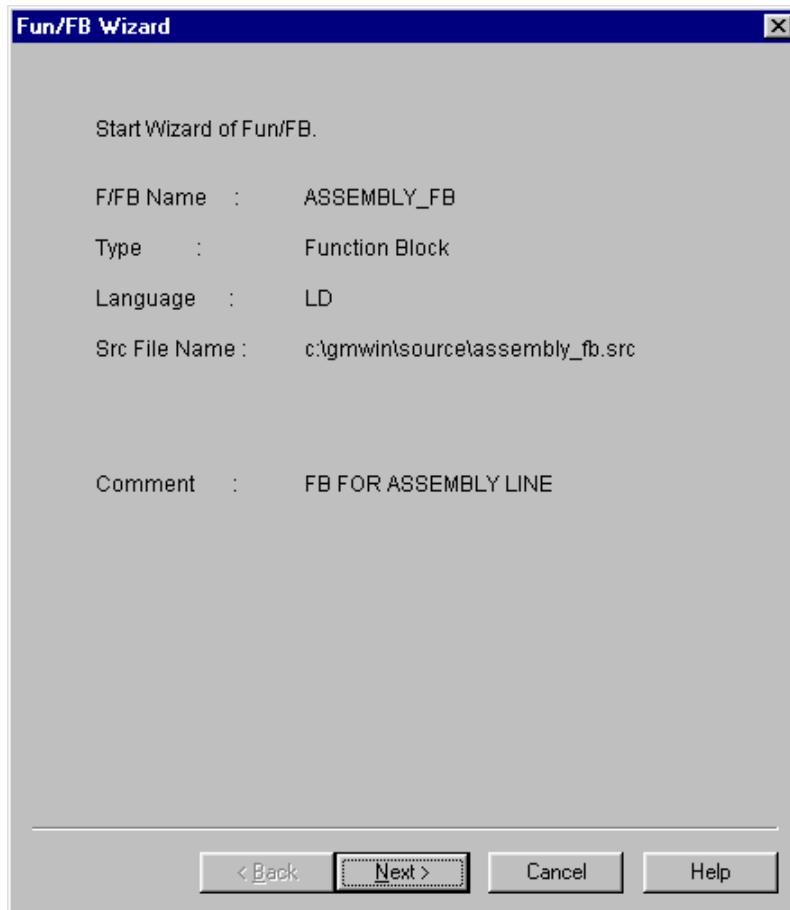 Fun/FB Wizard
Start Wizard of Fun/FB.
F/FB Name : ASSEMBLY_FB
Type : Function Block
Language : LD
Src File Name : c:\gmwin\source\assembly_fb.src
Comment : FB FOR ASSEMBLY LINE
< Back Next > Cancel Help